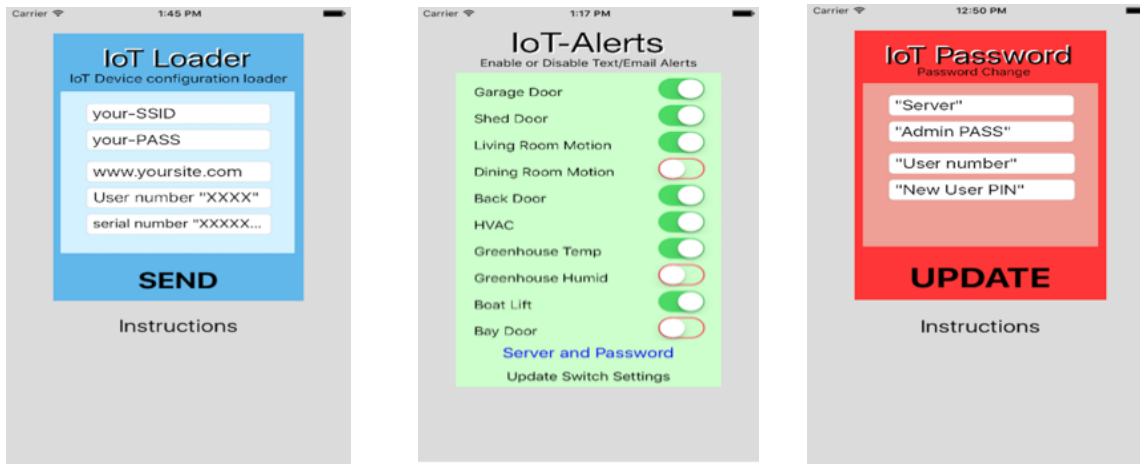 Carrier 1:45 PM
IoT Loader
IoT Device configuration loader
your-SSID
your-PASS
www.yoursite.com
User number "XXXX"
serial number "XXXXX...
SEND
Instructions
Carrier 1:17 PM
IoT-Alerts
Enable or Disable Text/Email Alerts
Garage Door
Shed Door
Living Room Motion
Dining Room Motion
Back Door
HVAC
Greenhouse Temp
Greenhouse Humid
Boat Lift
Bay Door
Server and Password
Update Switch Settings
Carrier 12:50 PM
IoT Password
Password Change
"Server"
"Admin PASS"
"User number"
"New User PIN"
UPDATE
Instructions